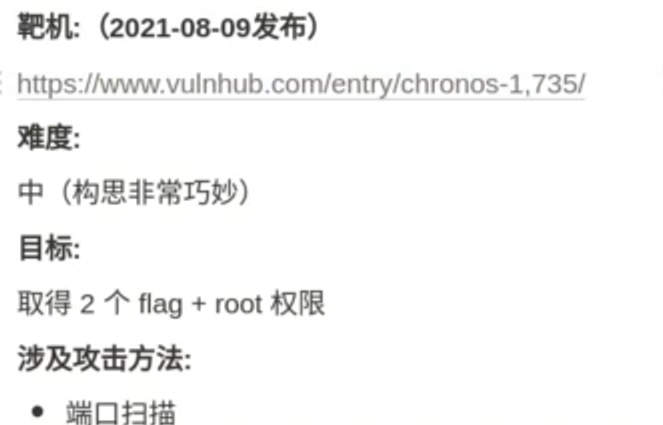 靶机:（2021-08-09发布）
https://www.vulnhub.com/entry/chronos-1,735/
难度:
中（构思非常巧妙）
目标:
取得 2 个 flag + root 权限
涉及攻击方法:
• 端口扫描